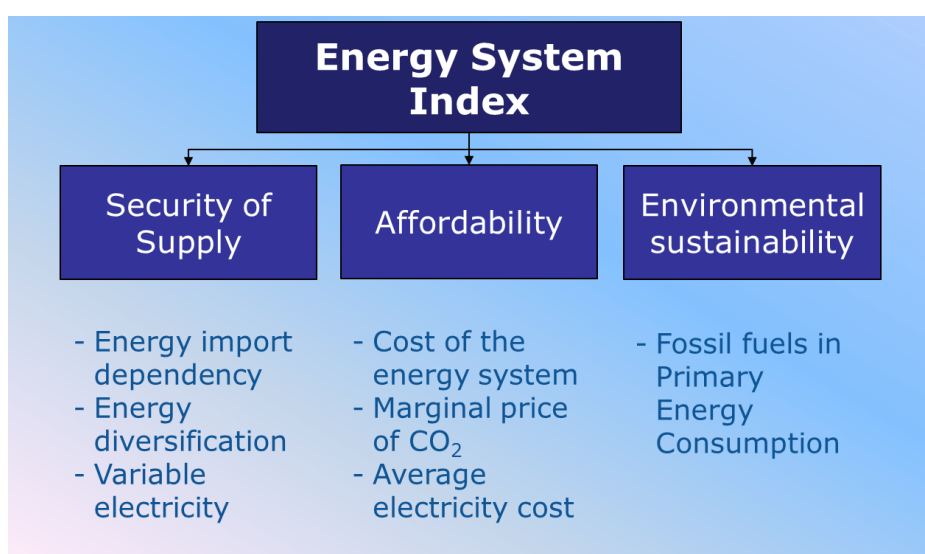 Energy System
Index
Security of
Supply
Affordability
Environmental
sustainability
- Energy import
dependency
- Energy
diversification
- Variable
electricity
- Cost of the
energy system
- Marginal price
of CO₂
- Average
electricity cost
- Fossil fuels in
Primary
Energy
Consumption